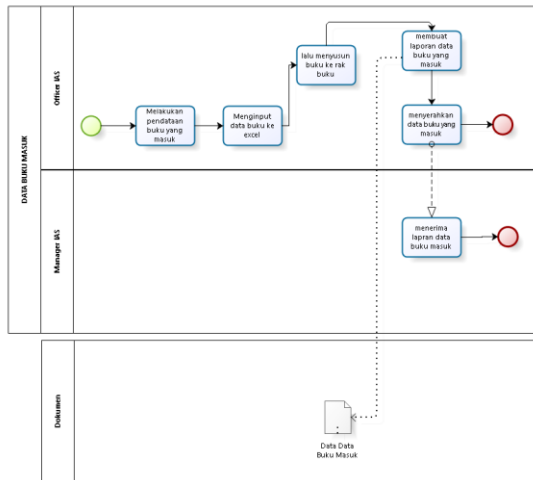 DATA BUKU MASUK
Officer IAS
Melakukan
pendataan
buku yang
masuk
Menginput
data buku ke
excel
lalu menyusun
buku ke rak
buku
membuat
laporan data
buku yang
masuk
menyerahkan
data buku yang
masuk
Manager IAS
menerima
lapran data
buku masuk
Dokumen
Data Data
Buku Masuk